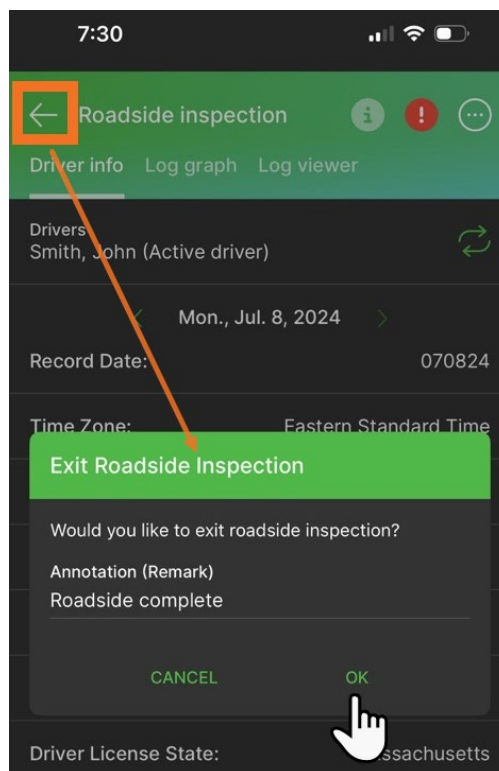 7:30
Roadside inspection
Driver info Log graph Log viewer
Drivers
Smith, John (Active driver)
Mon., Jul. 8, 2024
Record Date: 070824
Time Zone: Eastern Standard Time
Exit Roadside Inspection
Would you like to exit roadside inspection?
Annotation (Remark)
Roadside complete
CANCEL OK
Driver License State: